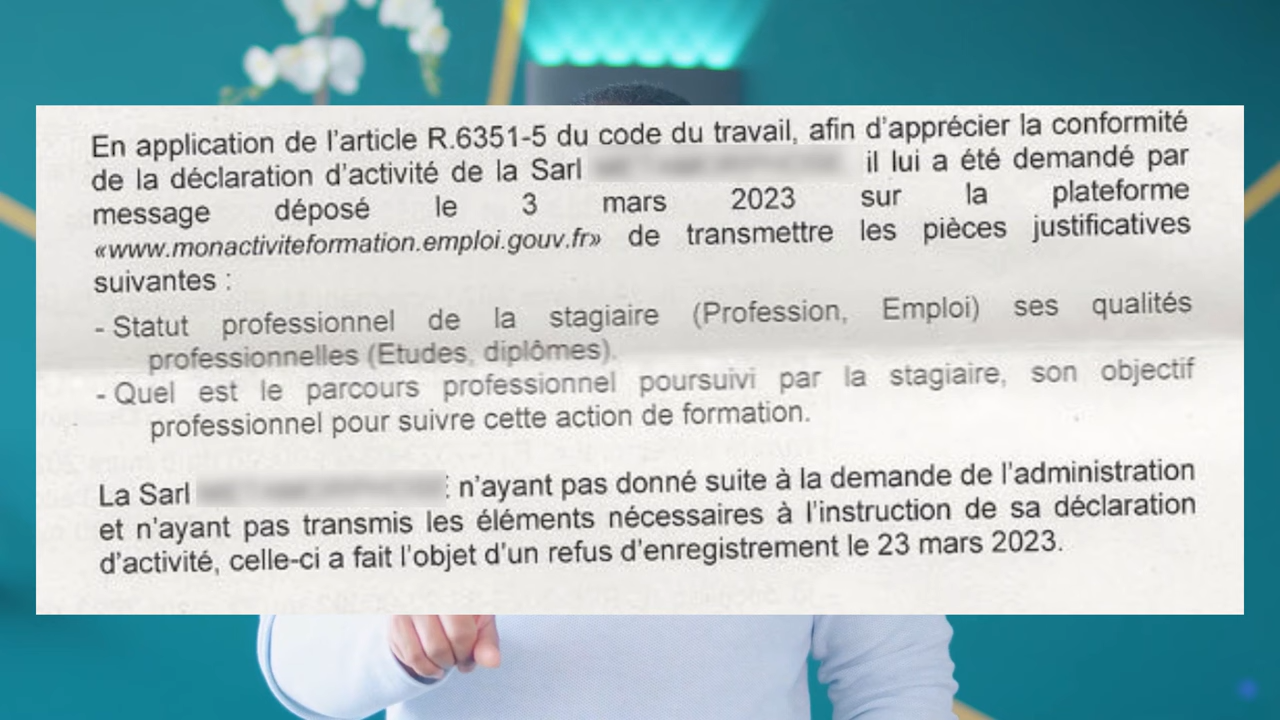 En application de l'article R.6351-5 du code du travail, afin d'apprécier la conformité
de la déclaration d'activité de la Sarl il lui a été demandé par
message déposé le 3 mars 2023 sur la plateforme
«www.monactiviteformation.emploi.gouv.fr» de transmettre les pièces justificatives
suivantes :
- Statut professionnel de la stagiaire (Profession, Emploi) ses qualités
professionnelles (Etudes, diplômes).
- Quel est le parcours professionnel poursuivi par la stagiaire, son objectif
professionnel pour suivre cette action de formation.
La Sarl n'ayant pas donné suite à la demande de l'administration
et n'ayant pas transmis les éléments nécessaires à l'instruction de sa déclaration
d'activité, celle-ci a fait l'objet d'un refus d'enregistrement le 23 mars 2023.